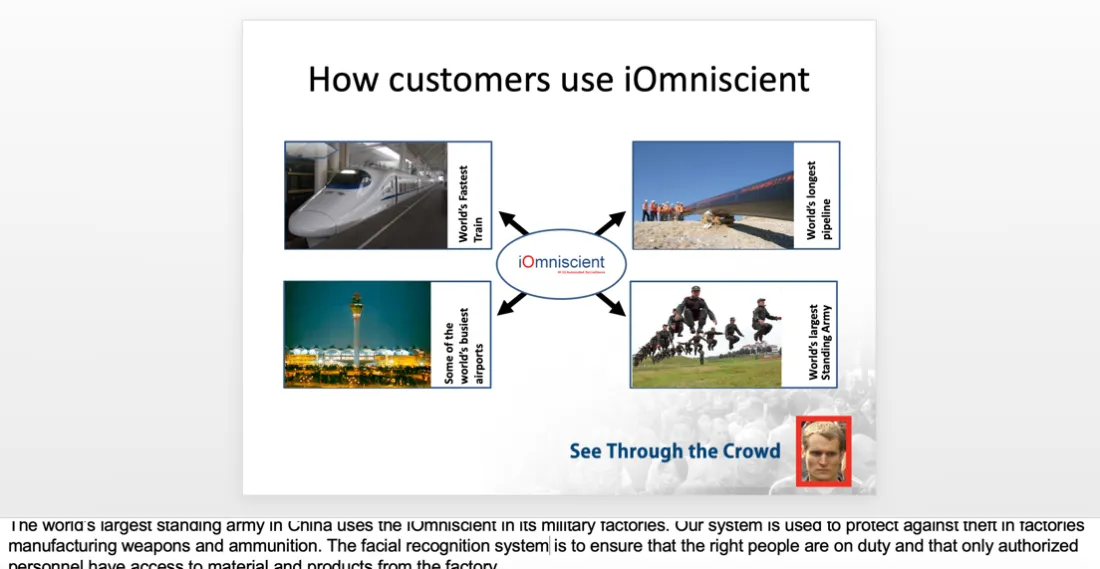 How customers use iOmniscient
World's Fastest
Train
World's longest
pipeline
iOmniscient
Some of the
world's busiest
airports
World's largest
Standing Army
See Through the Crowd
The world's largest standing army in China uses the iOmniscient in its military factories. Our system is used to protect against theft in factories
manufacturing weapons and ammunition. The facial recognition system is to ensure that the right people are on duty and that only authorized
personnel have access to material and products from the factory.